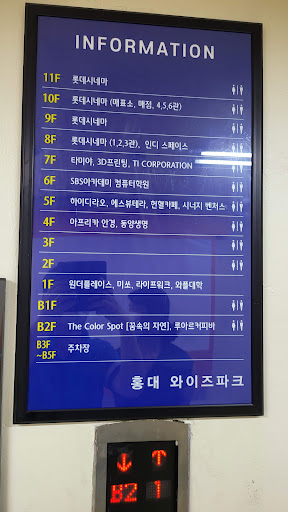 INFORMATION
11F 롯데시네마
10F 롯데시네마 (매표소, 매점, 4,5,6관)
9F 롯데시네마
8F 롯데시네마 (1,2,3관), 인디 스페이스
7F 타미야, 3D프린팅, TI CORPORATION
6F SBS아카데미 컴퓨터학원
5F 하이디라오, 에스뷰테라, 헌혈카페, 시너지 벤처스
4F 아프리카 안경, 동양생명
3F
2F
1F 원더플레이스, 미쏘, 라이프워크, 와플대학
B1F
B2F The Color Spot [꿈속의 자연], 루아르커피바
B3F
~B5F 주차장
홍대 와이즈파크
B2 1